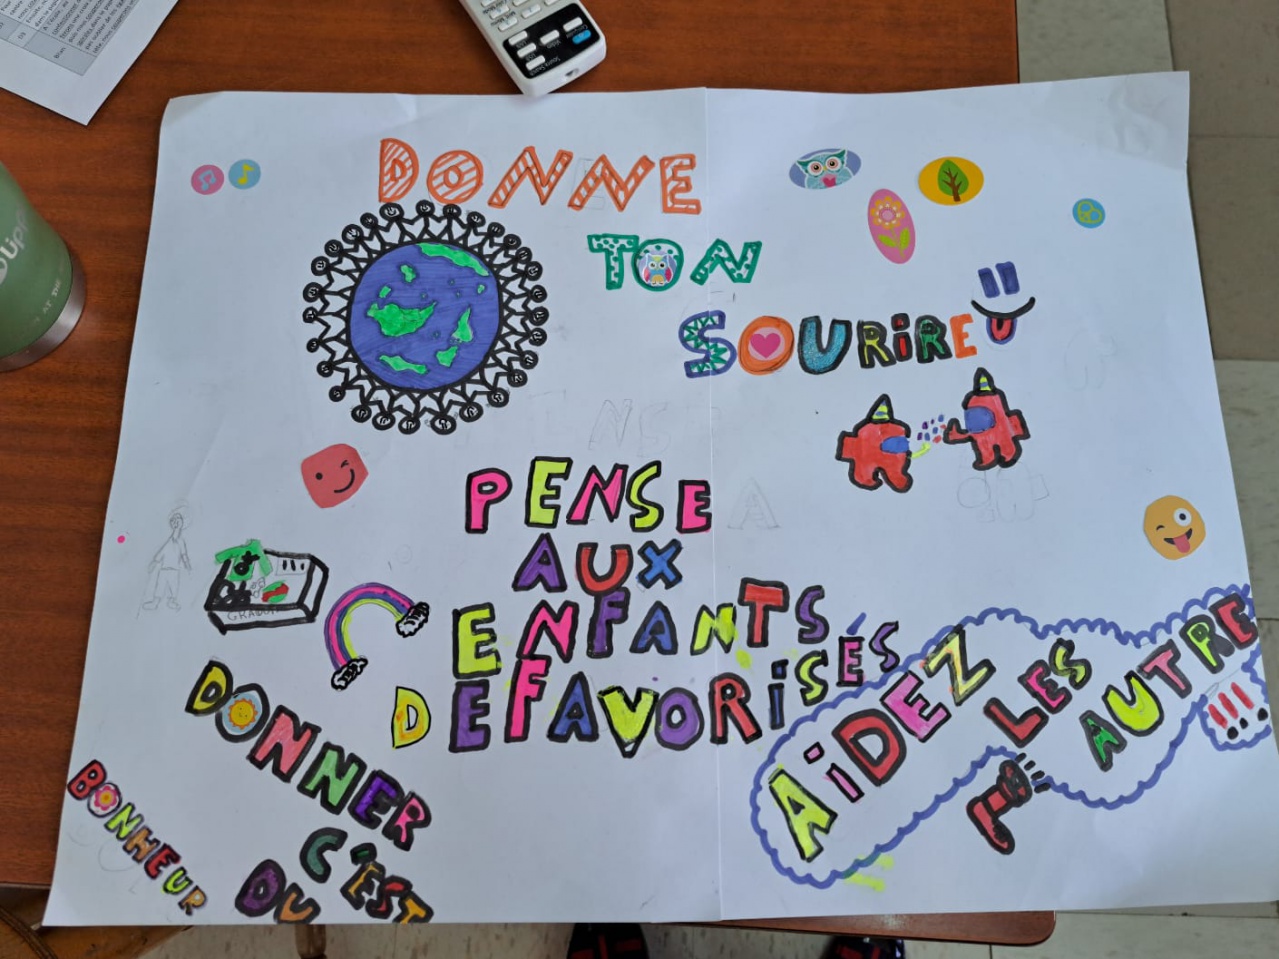 DONNE
TON
SOURIRE
PENSE
AUX
ENFANTS
DEFAVORISÉS
AIDEZ LES AUTRE !!!
DONNER
C'EST
DU
BONHEUR